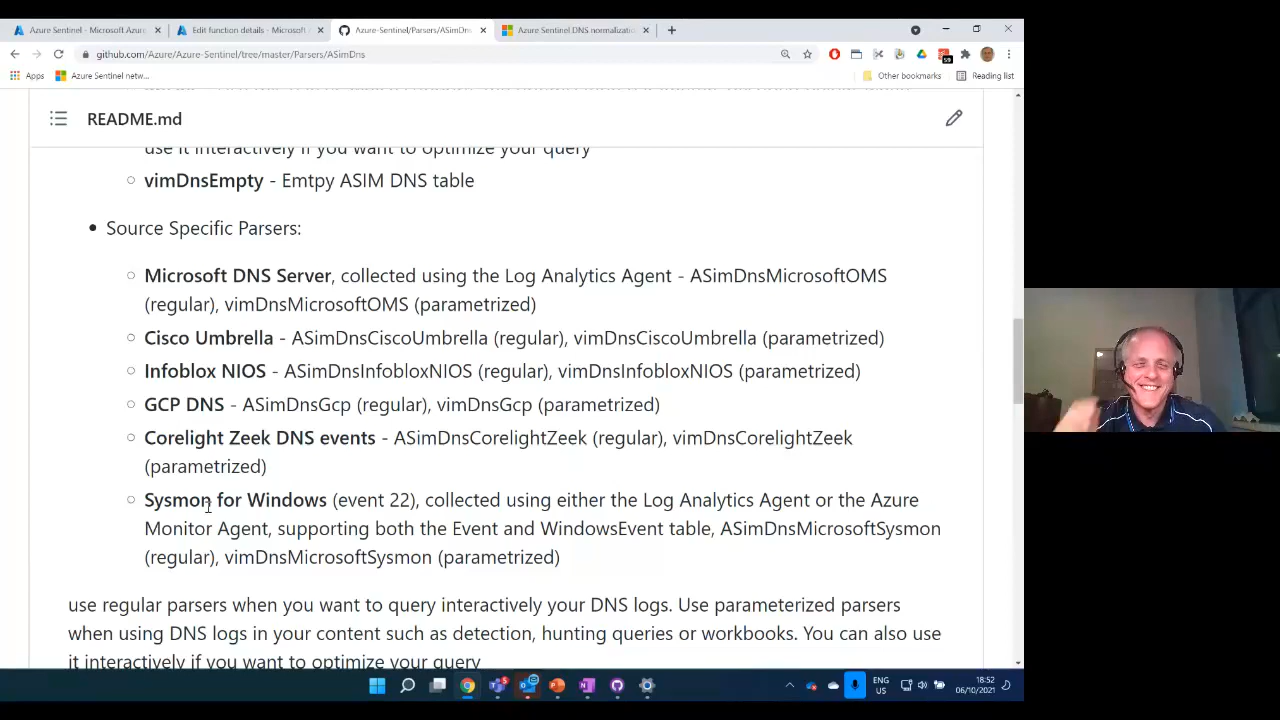 Azure Sentinel - Microsoft Azur
Edit function details - Microsoft A
Azure-Sentinel/Parsers/ASimDns
Azure Sentinel DNS normalizatio
github.com/Azure/Azure-Sentinel/tree/master/Parsers/ASimDns
59
Apps
Azure Sentinel netw...
Other bookmarks
Reading list
README.md
use it interactively if you want to optimize your query
vimDnsEmpty - Emtpy ASIM DNS table
Source Specific Parsers:
Microsoft DNS Server, collected using the Log Analytics Agent - ASimDnsMicrosoftOMS
(regular), vimDnsMicrosoftOMS (parametrized)
Cisco Umbrella - ASimDnsCiscoUmbrella (regular), vimDnsCiscoUmbrella (parametrized)
Infoblox NIOS - ASimDnsInfobloxNIOS (regular), vimDnsInfobloxNIOS (parametrized)
GCP DNS - ASimDnsGcp (regular), vimDnsGcp (parametrized)
Corelight Zeek DNS events - ASimDnsCorelightZeek (regular), vimDnsCorelightZeek
(parametrized)
Sysmon for Windows (event 22), collected using either the Log Analytics Agent or the Azure
Monitor Agent, supporting both the Event and WindowsEvent table, ASimDnsMicrosoftSysmon
(regular), vimDnsMicrosoftSysmon (parametrized)
use regular parsers when you want to query interactively your DNS logs. Use parameterized parsers
when using DNS logs in your content such as detection, hunting queries or workbooks. You can also use
it interactively if you want to optimize your query
ENG
US
18:52
06/10/2021